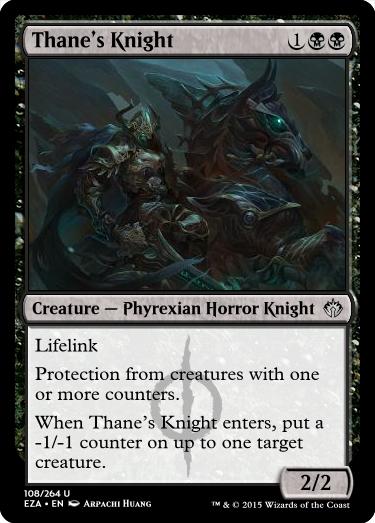 Thane's Knight 1
Creature — Phyrexian Horror Knight
Lifelink
Protection from creatures with one
or more counters.
When Thane's Knight enters, put a
-1/-1 counter on up to one target
creature.
2/2
108/264 U
EZA • EN Arpachi Huang
™ & © 2015 Wizards of the Coast